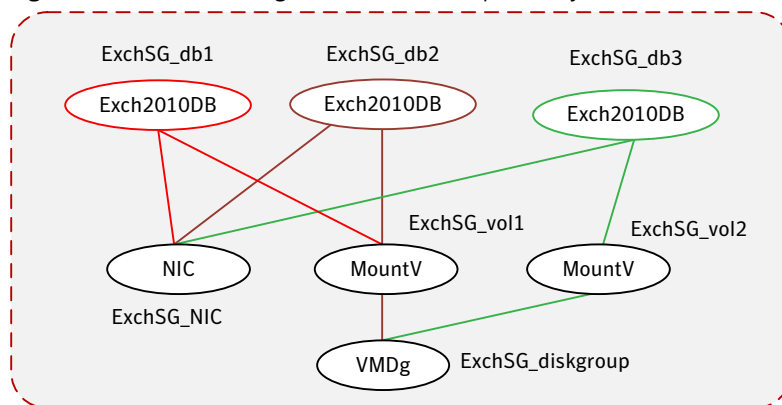 ExchSG_db1
ExchSG_db2
ExchSG_db3
Exch2010DB
Exch2010DB
Exch2010DB
ExchSG_vol1
ExchSG_vol2
NIC
MountV
MountV
ExchSG_NIC
VMDg
ExchSG_diskgroup